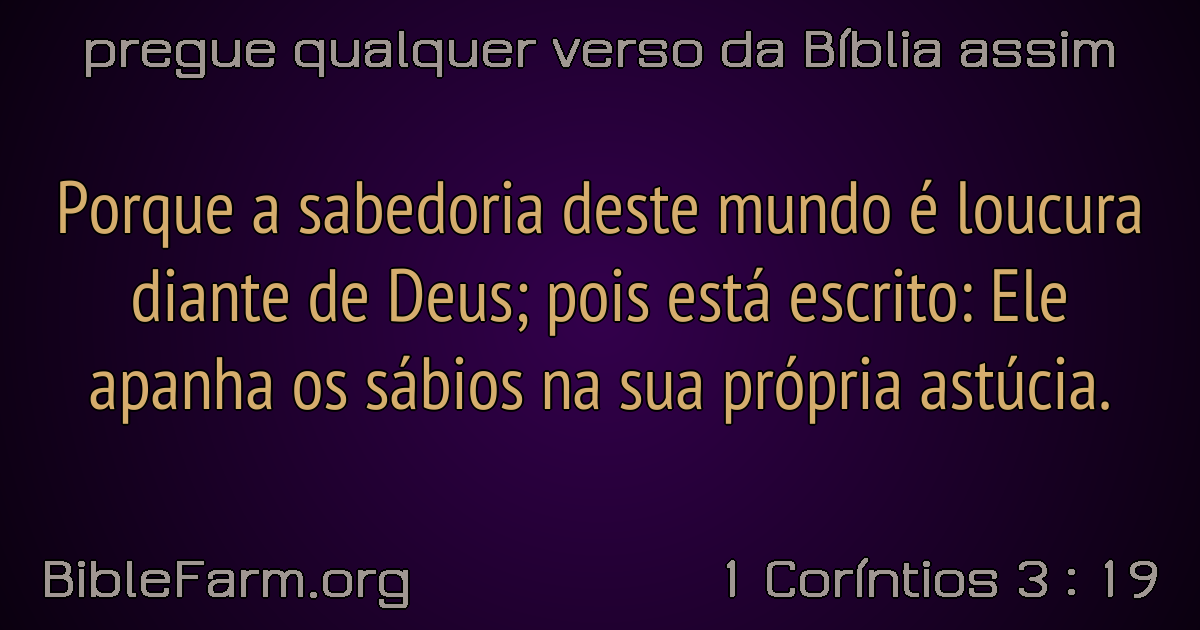 pregue qualquer verso da Bíblia assim
Porque a sabedoria deste mundo é loucura
diante de Deus; pois está escrito: Ele
apanha os sábios na sua própria astúcia.
BibleFarm.org
1 Coríntios 3 : 19